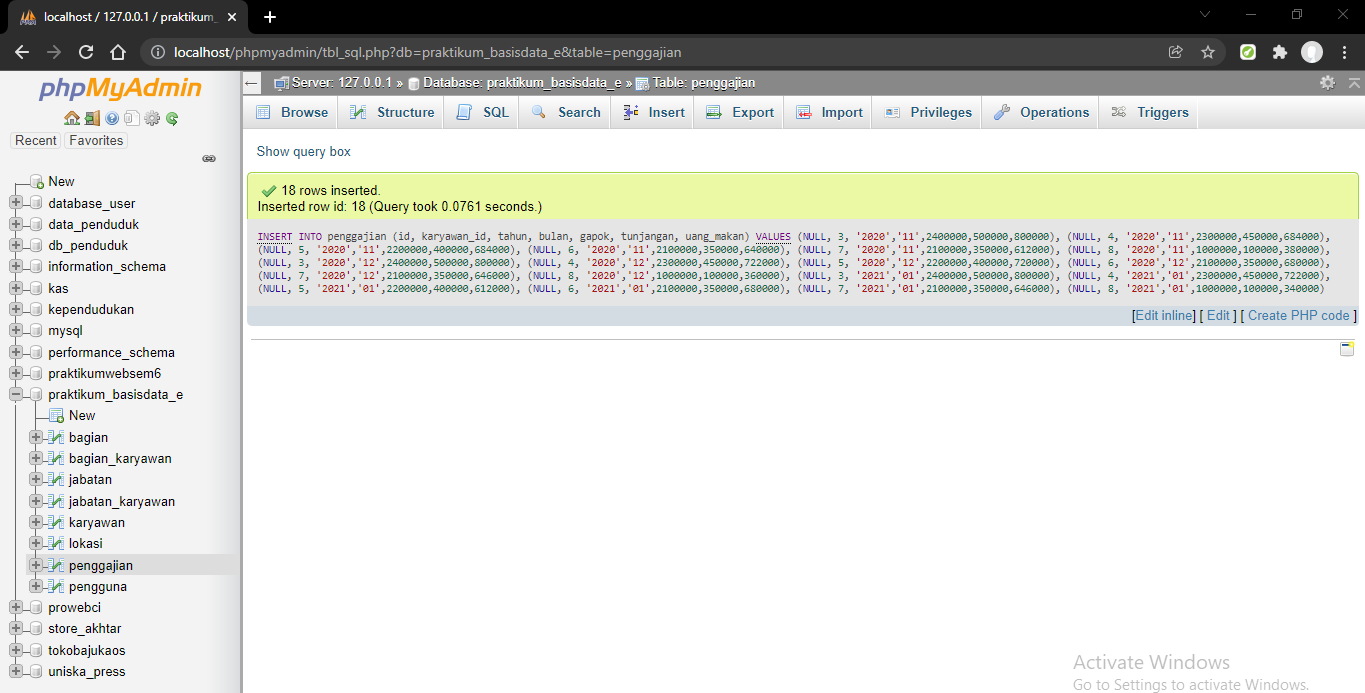 localhost / 127.0.0.1 / praktikum_
localhost/phpmyadmin/tbl_sql.php?db=praktikum_basisdata_e&table=penggajian
phpMyAdmin
Recent Favorites
New
database_user
data_penduduk
db_penduduk
information_schema
kas
kependudukan
mysql
performance_schema
praktikumwebsem6
praktikum_basisdata_e
New
bagian
bagian_karyawan
jabatan
jabatan_karyawan
karyawan
lokasi
penggajian
pengguna
prowebci
store_akhtar
tokobajukaos
uniska_press
Server: 127.0.0.1 » Database: praktikum_basisdata_e » Table: penggajian
Browse Structure SQL Search Insert Export Import Privileges Operations Triggers
Show query box
18 rows inserted.
Inserted row id: 18 (Query took 0.0761 seconds.)
INSERT INTO penggajian (id, karyawan_id, tahun, bulan, gapok, tunjangan, uang_makan) VALUES (NULL, 3, '2020','11',2400000,500000,800000), (NULL, 4, '2020','11',2300000,450000,684000),
(NULL, 5, '2020','11',2200000,400000,684000), (NULL, 6, '2020','11',2100000,350000,640000), (NULL, 7, '2020','11',2100000,350000,612000), (NULL, 8, '2020','11',1000000,100000,380000),
(NULL, 3, '2020','12',2400000,500000,800000), (NULL, 4, '2020','12',2300000,450000,722000), (NULL, 5, '2020','12',2200000,400000,720000), (NULL, 6, '2020','12',2100000,350000,680000),
(NULL, 7, '2020','12',2100000,350000,646000), (NULL, 8, '2020','12',1000000,100000,360000), (NULL, 3, '2021','01',2400000,500000,800000), (NULL, 4, '2021','01',2300000,450000,722000),
(NULL, 5, '2021','01',2200000,400000,612000), (NULL, 6, '2021','01',2100000,350000,680000), (NULL, 7, '2021','01',2100000,350000,646000), (NULL, 8, '2021','01',1000000,100000,340000)
[Edit inline] [ Edit ] [ Create PHP code ]
Activate Windows
Go to Settings to activate Windows.